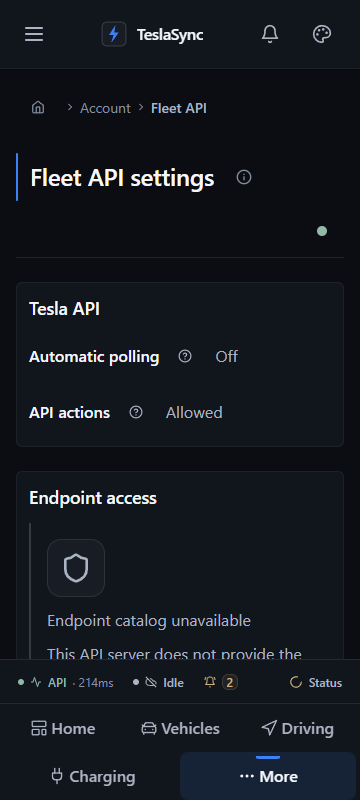 TeslaSync
Account > Fleet API
Fleet API settings
Tesla API
Automatic polling Off
API actions Allowed
Endpoint access
Endpoint catalog unavailable
This API server does not provide the
API · 214ms Idle 2 Status
Home Vehicles Driving
Charging More